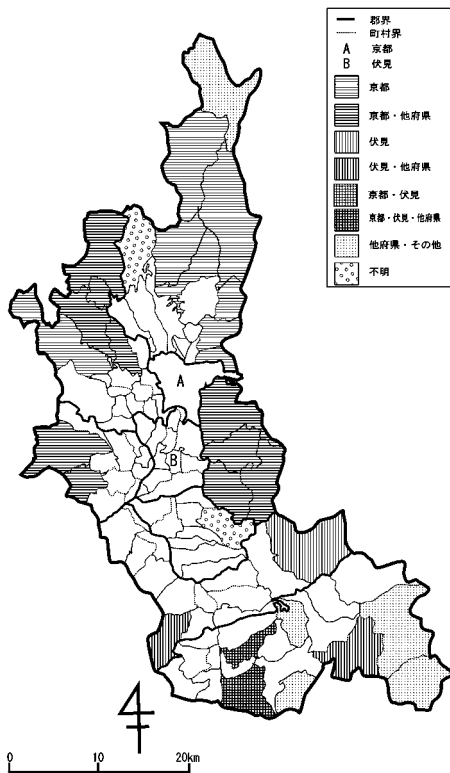 郡界
町村界
A 京都
B 伏見
京都
京都・他府県
伏見
伏見・他府県
京都・伏見
京都・伏見・他府県
他府県・その他
不明
A
B
0 10 20km